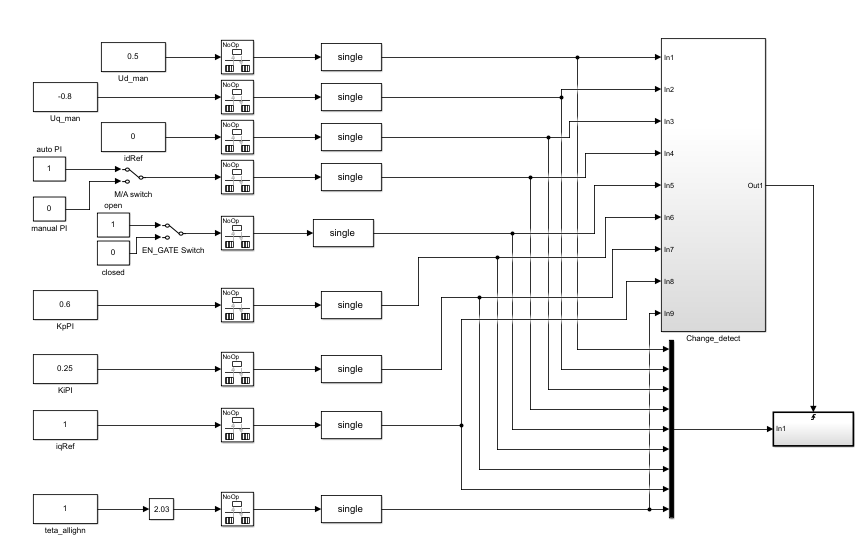 0.5
NoOp
single
In1
Ud_man
-0.8
NoOp
single
In2
Uq_man
0
NoOp
single
In3
idRef
auto PI
1
NoOp
single
In4
M/A switch
0
manual PI
open
1
NoOp
single
In5
Out1
0
EN_GATE Switch
closed
In6
In7
In8
0.6
NoOp
single
In9
KpPI
Change_detect
0.25
NoOp
single
KiPI
1
NoOp
single
In1
iqRef
1
2.03
NoOp
single
teta_allighn